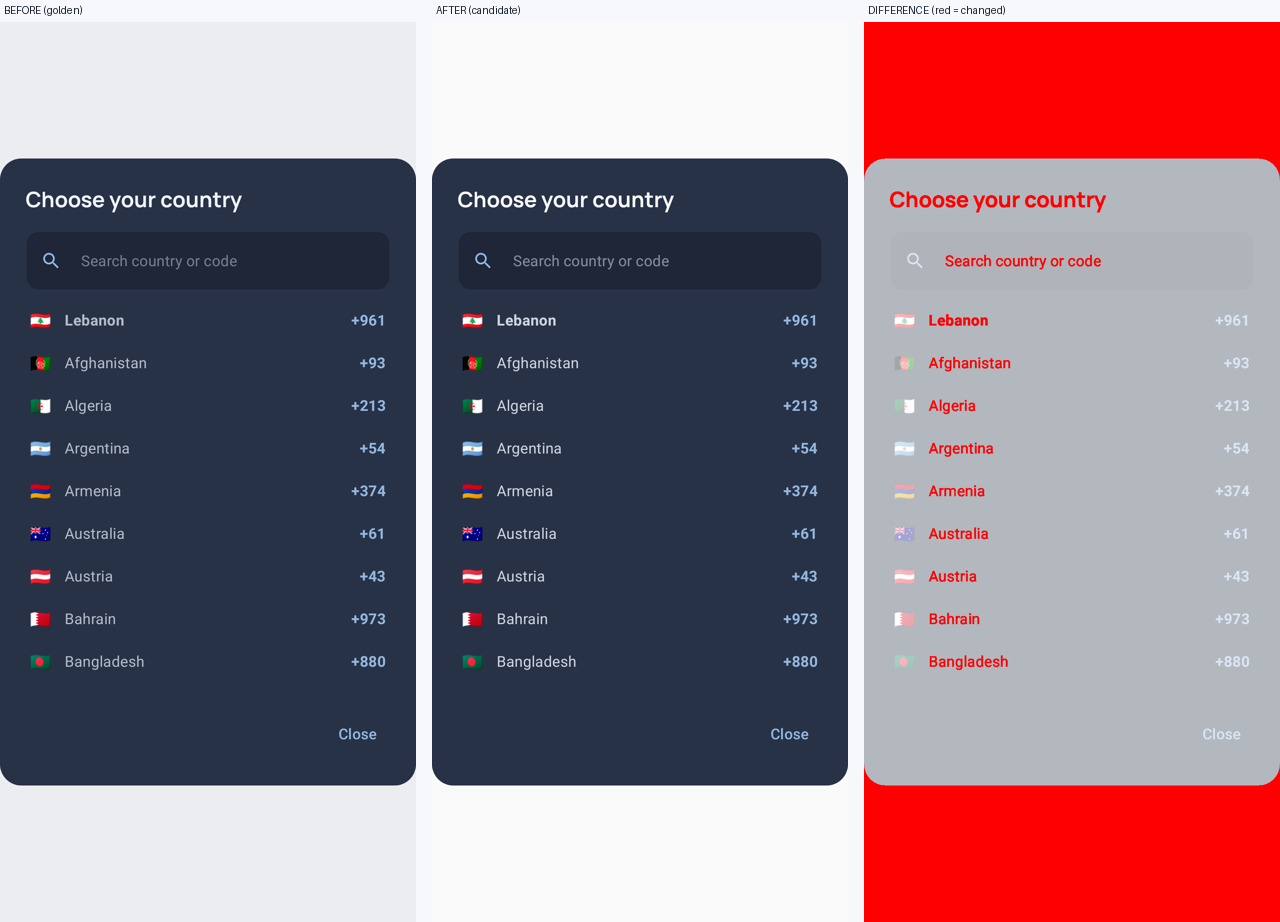 BEFORE (golden)
AFTER (candidate)
DIFFERENCE (red = changed)
Choose your country
Search country or code
Lebanon +961
Afghanistan +93
Algeria +213
Argentina +54
Armenia +374
Australia +61
Austria +43
Bahrain +973
Bangladesh +880
Close
Choose your country
Search country or code
Lebanon +961
Afghanistan +93
Algeria +213
Argentina +54
Armenia +374
Australia +61
Austria +43
Bahrain +973
Bangladesh +880
Close
Choose your country
Search country or code
Lebanon +961
Afghanistan +93
Algeria +213
Argentina +54
Armenia +374
Australia +61
Austria +43
Bahrain +973
Bangladesh +880
Close